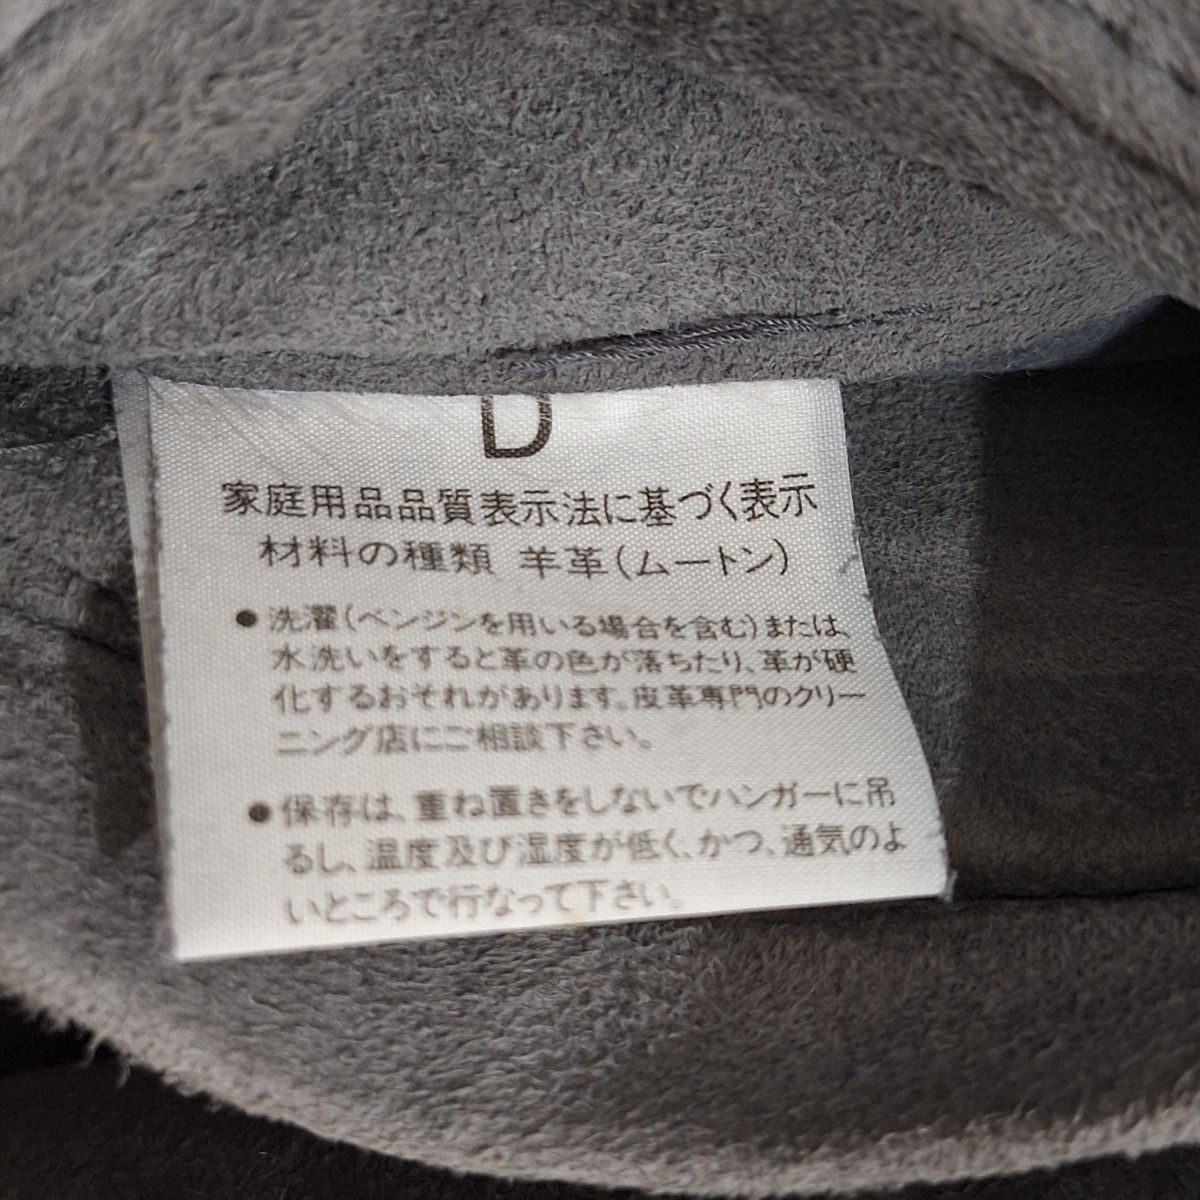 D
家庭用品品質表示法に基づく表示
材料の種類 羊革(ムートン)
● 洗濯(ベンジンを用いる場合を含む)または、
水洗いをすると革の色が落ちたり、革が硬
化するおそれがあります。皮革専門のクリー
ニング店にご相談下さい。
● 保存は、重ね置きをしないでハンガーに吊
るし、温度及び湿度が低く、かつ、通気のよ
いところで行なって下さい。